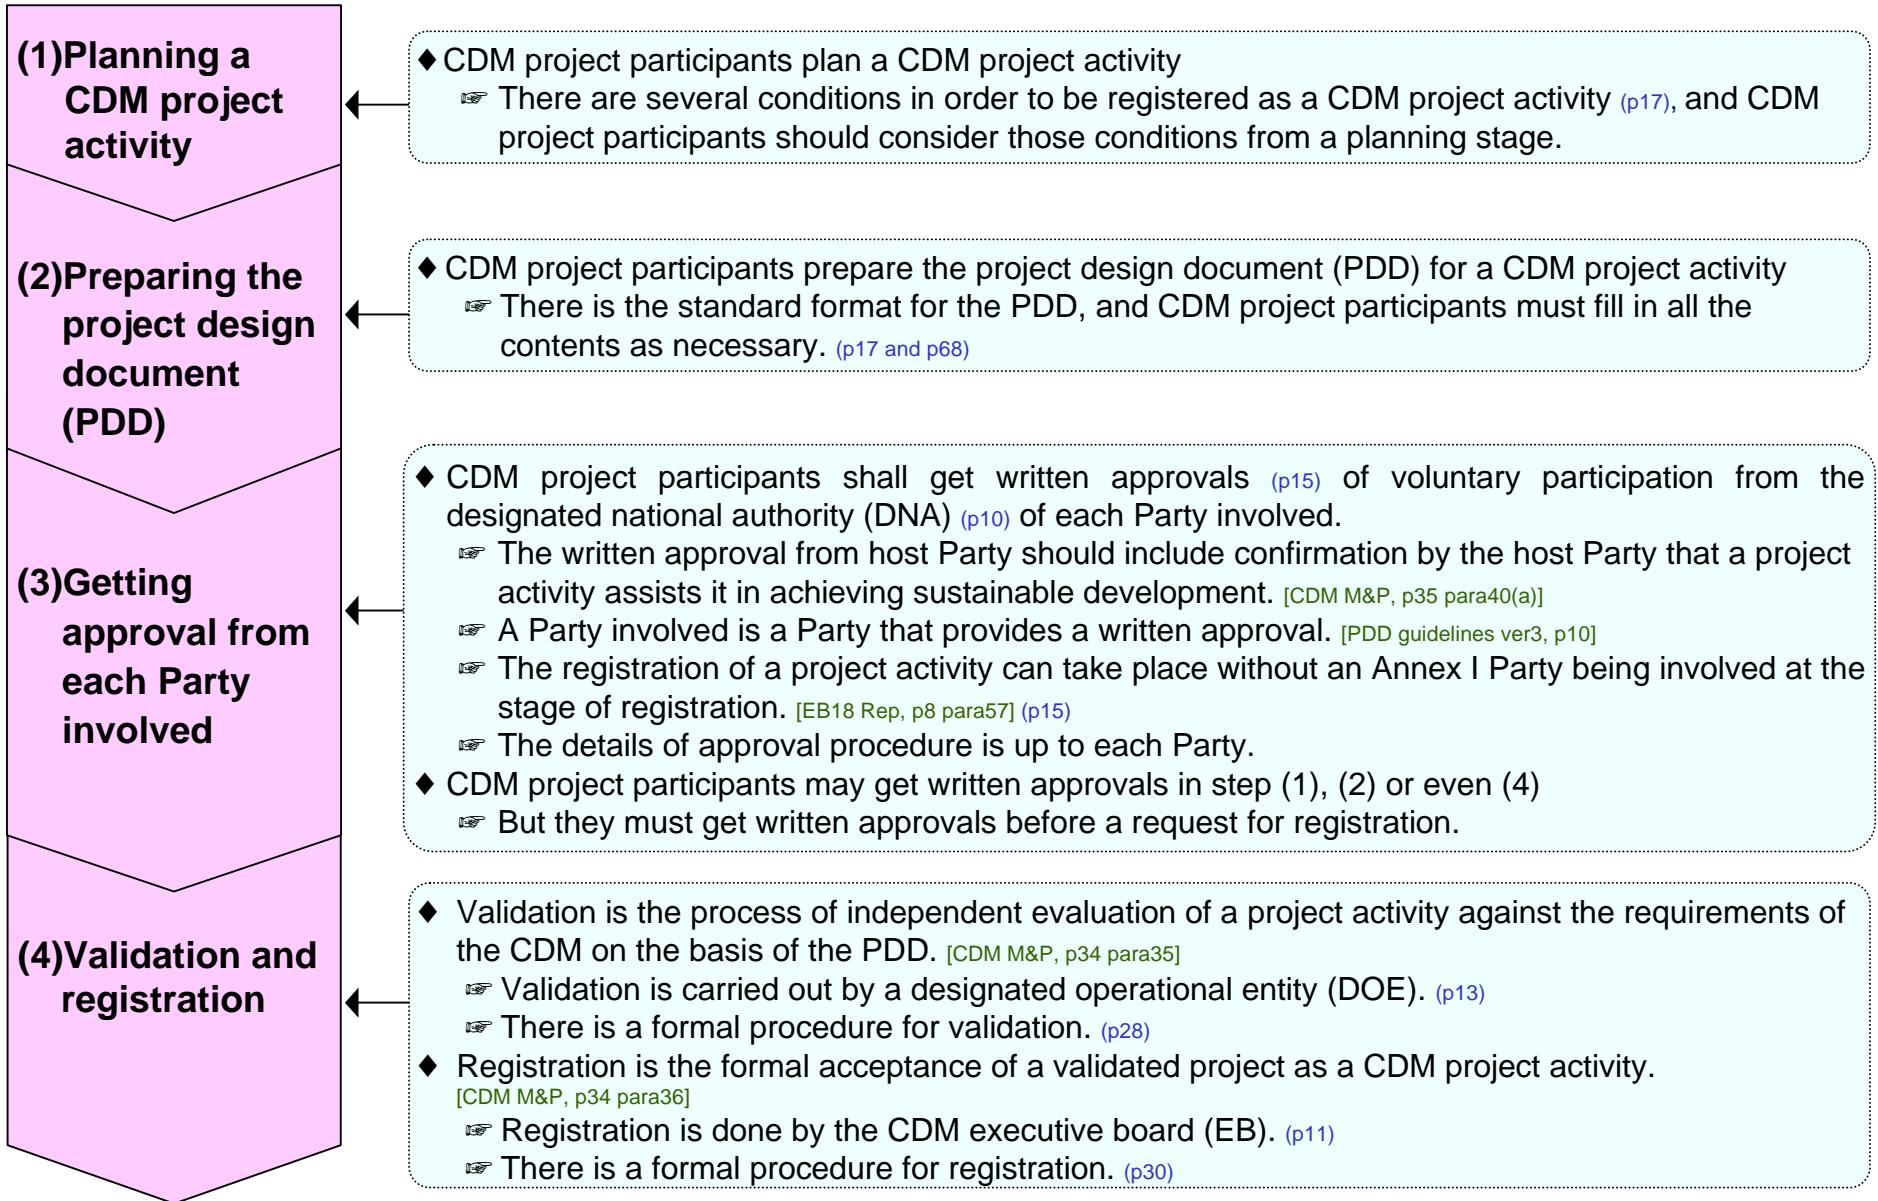 (1)Planning a
CDM project
activity
♦ CDM project participants plan a CDM project activity
☞ There are several conditions in order to be registered as a CDM project activity (p17), and CDM
project participants should consider those conditions from a planning stage.
(2)Preparing the
project design
document
(PDD)
♦ CDM project participants prepare the project design document (PDD) for a CDM project activity
☞ There is the standard format for the PDD, and CDM project participants must fill in all the
contents as necessary. (p17 and p68)
(3)Getting
approval from
each Party
involved
♦ CDM project participants shall get written approvals (p15) of voluntary participation from the
designated national authority (DNA) (p10) of each Party involved.
☞ The written approval from host Party should include confirmation by the host Party that a project
activity assists it in achieving sustainable development. [CDM M&P, p35 para40(a)]
☞ A Party involved is a Party that provides a written approval. [PDD guidelines ver3, p10]
☞ The registration of a project activity can take place without an Annex I Party being involved at the
stage of registration. [EB18 Rep, p8 para57] (p15)
☞ The details of approval procedure is up to each Party.
♦ CDM project participants may get written approvals in step (1), (2) or even (4)
☞ But they must get written approvals before a request for registration.
(4)Validation and
registration
♦ Validation is the process of independent evaluation of a project activity against the requirements of
the CDM on the basis of the PDD. [CDM M&P, p34 para35]
☞ Validation is carried out by a designated operational entity (DOE). (p13)
☞ There is a formal procedure for validation. (p28)
♦ Registration is the formal acceptance of a validated project as a CDM project activity.
[CDM M&P, p34 para36]
☞ Registration is done by the CDM executive board (EB). (p11)
☞ There is a formal procedure for registration. (p30)